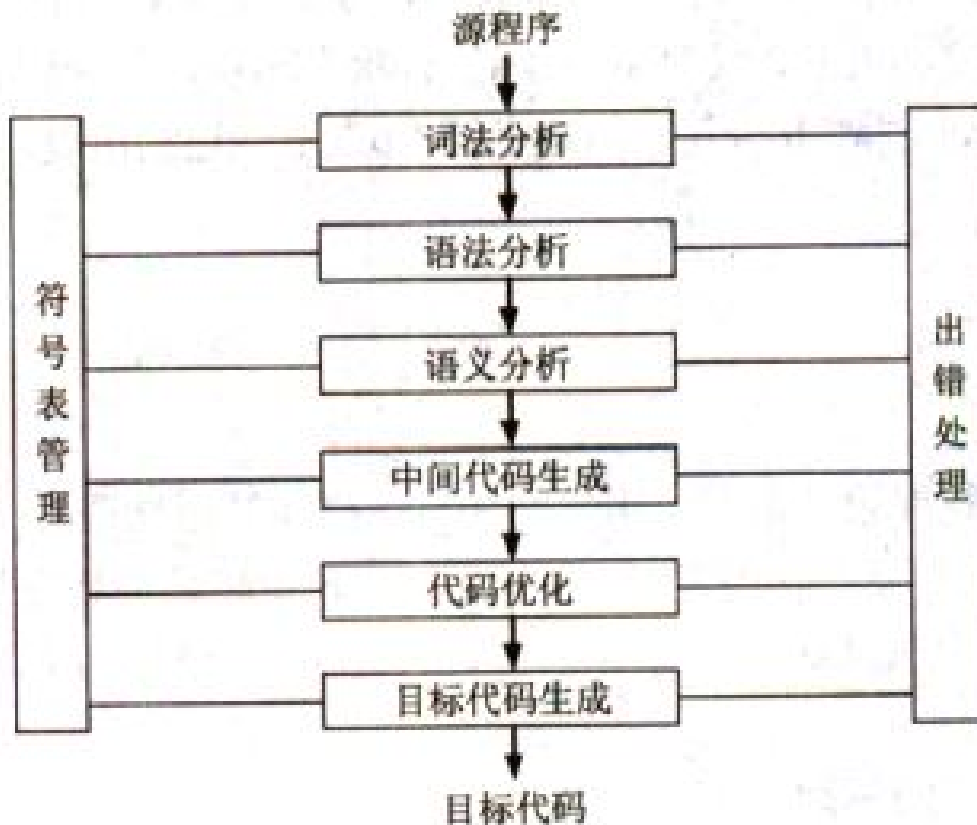 源程序
词法分析
语法分析
语义分析
中间代码生成
代码优化
目标代码生成
目标代码
符号表管理
出错处理